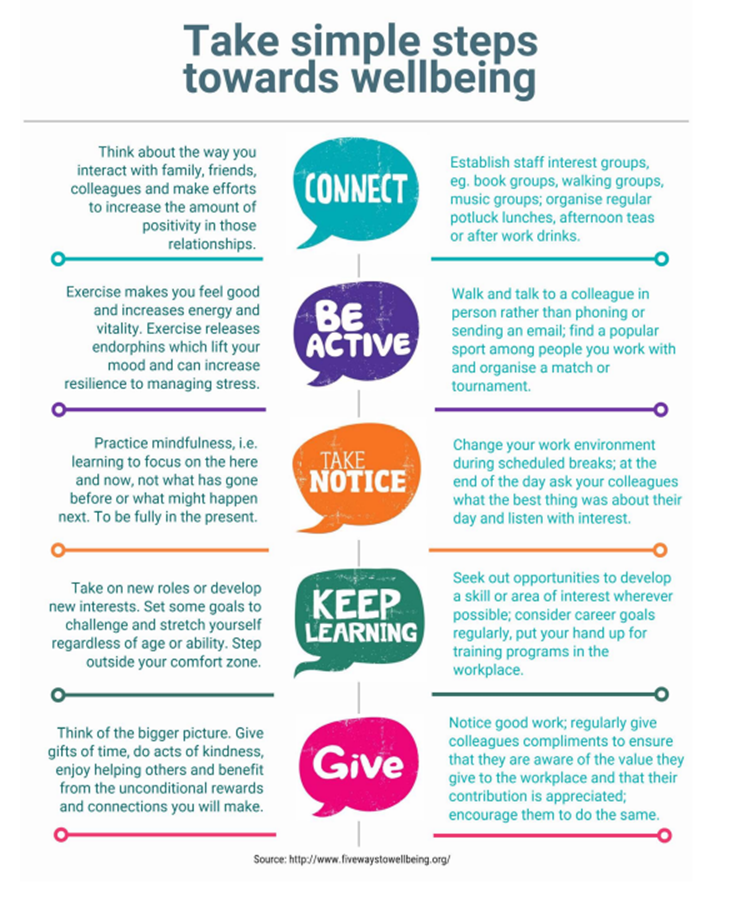 Take simple steps
towards wellbeing
Think about the way you
interact with family, friends,
colleagues and make efforts
to increase the amount of
positivity in those
relationships.
CONNECT
Establish staff interest groups,
eg. book groups, walking groups,
music groups; organise regular
potluck lunches, afternoon teas
or after work drinks.
Exercise makes you feel good
and increases energy and
vitality. Exercise releases
endorphins which lift your
mood and can increase
resilience to managing stress.
BE
ACTIVE
Walk and talk to a colleague in
person rather than phoning or
sending an email; find a popular
sport among people you work with
and organise a match or
tournament.
Practice mindfulness, i.e.
learning to focus on the here
and now, not what has gone
before or what might happen
next. To be fully in the present.
TAKE
NOTICE
Change your work environment
during scheduled breaks; at the
end of the day ask your colleagues
what the best thing was about their
day and listen with interest.
Take on new roles or develop
new interests. Set some goals to
challenge and stretch yourself
regardless of age or ability. Step
outside your comfort zone.
KEEP
LEARNING
Seek out opportunities to develop
a skill or area of interest wherever
possible; consider career goals
regularly, put your hand up for
training programs in the
workplace.
Think of the bigger picture. Give
gifts of time, do acts of kindness,
enjoy helping others and benefit
from the unconditional rewards
and connections you will make.
Give
Notice good work; regularly give
colleagues compliments to ensure
that they are aware of the value they
give to the workplace and that their
contribution is appreciated;
encourage them to do the same.
Source: http://www.fivewaystowellbeing.org/